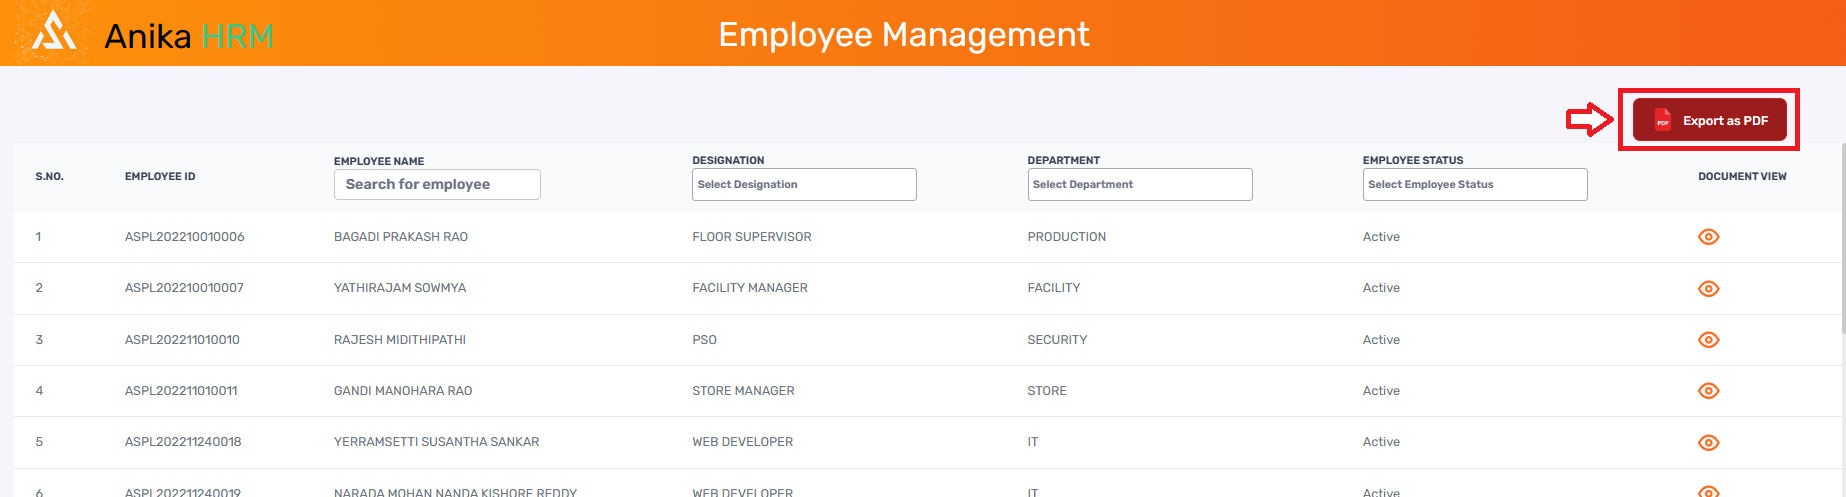 Anika HRM
Employee Management
PDF Export as PDF
S.NO. EMPLOYEE ID EMPLOYEE NAME DESIGNATION DEPARTMENT EMPLOYEE STATUS DOCUMENT VIEW
Search for employee Select Designation Select Department Select Employee Status
1 ASPL202210010006 BAGADI PRAKASH RAO FLOOR SUPERVISOR PRODUCTION Active
2 ASPL202210010007 YATHIRAJAM SOWMYA FACILITY MANAGER FACILITY Active
3 ASPL202211010010 RAJESH MIDITHIPATHI PSO SECURITY Active
4 ASPL202211010011 GANDI MANOHARA RAO STORE MANAGER STORE Active
5 ASPL202211240018 YERRAMSETTI SUSANTHA SANKAR WEB DEVELOPER IT Active
6 ASPL202211240019 NARADA MOHAN NANDA KISHORE REDDY WEB DEVELOPER IT Active